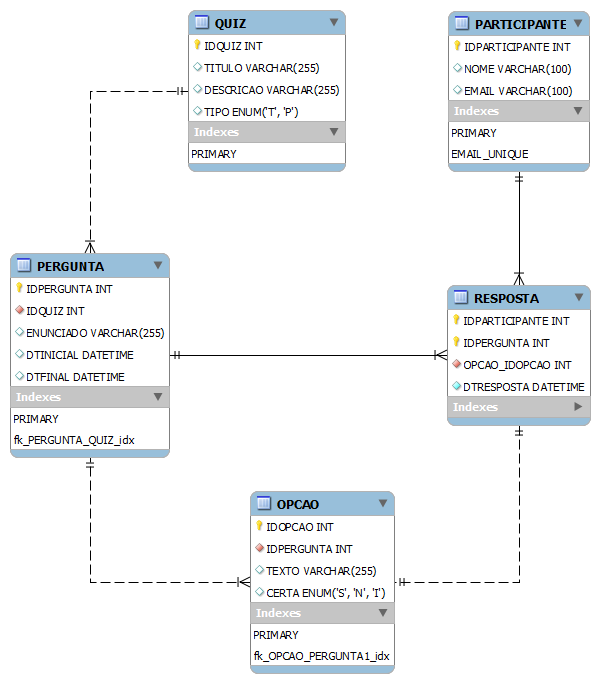 QUIZ
IDQUIZ INT
TITULO VARCHAR(255)
DESCRICAO VARCHAR(255)
TIPO ENUM('T', 'P')
Indexes
PRIMARY
PARTICIPANTE
IDPARTICIPANTE INT
NOME VARCHAR(100)
EMAIL VARCHAR(100)
Indexes
PRIMARY
EMAIL_UNIQUE
PERGUNTA
IDPERGUNTA INT
IDQUIZ INT
ENUNCIADO VARCHAR(255)
DTINICIAL DATETIME
DTFINAL DATETIME
Indexes
PRIMARY
fk_PERGUNTA_QUIZ_idx
RESPOSTA
IDPARTICIPANTE INT
IDPERGUNTA INT
OPCAO_IDOPCAO INT
DTRESPOSTA DATETIME
Indexes
OPCAO
IDOPCAO INT
IDPERGUNTA INT
TEXTO VARCHAR(255)
CERTA ENUM('S', 'N', 'I')
Indexes
PRIMARY
fk_OPCAO_PERGUNTA1_idx